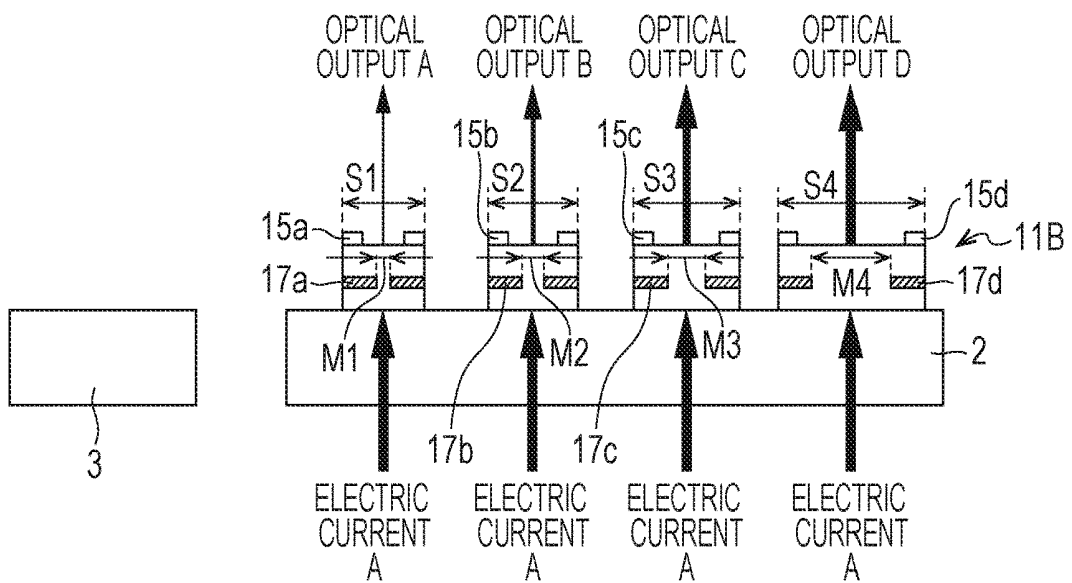 OPTICAL OUTPUT A
OPTICAL OUTPUT B
OPTICAL OUTPUT C
OPTICAL OUTPUT D
15b
15c
S1
S2
S3
S4
15a
15d
11B
17a
M4
17d
M1
M2
M3
2
3
17b
17c
ELECTRIC CURRENT A
ELECTRIC CURRENT A
ELECTRIC CURRENT A
ELECTRIC CURRENT A